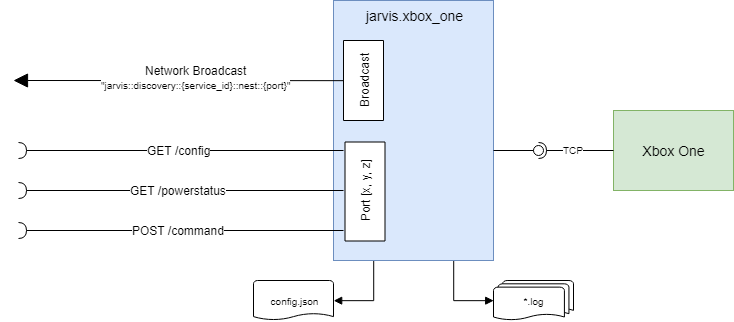 jarvis.xbox_one
Broadcast
Network Broadcast
"jarvis::discovery::{service_id}::nest::{port}"
GET /config
GET /powerstatus
POST /command
Port [x, y, z]
TCP
Xbox One
config.json
*.log